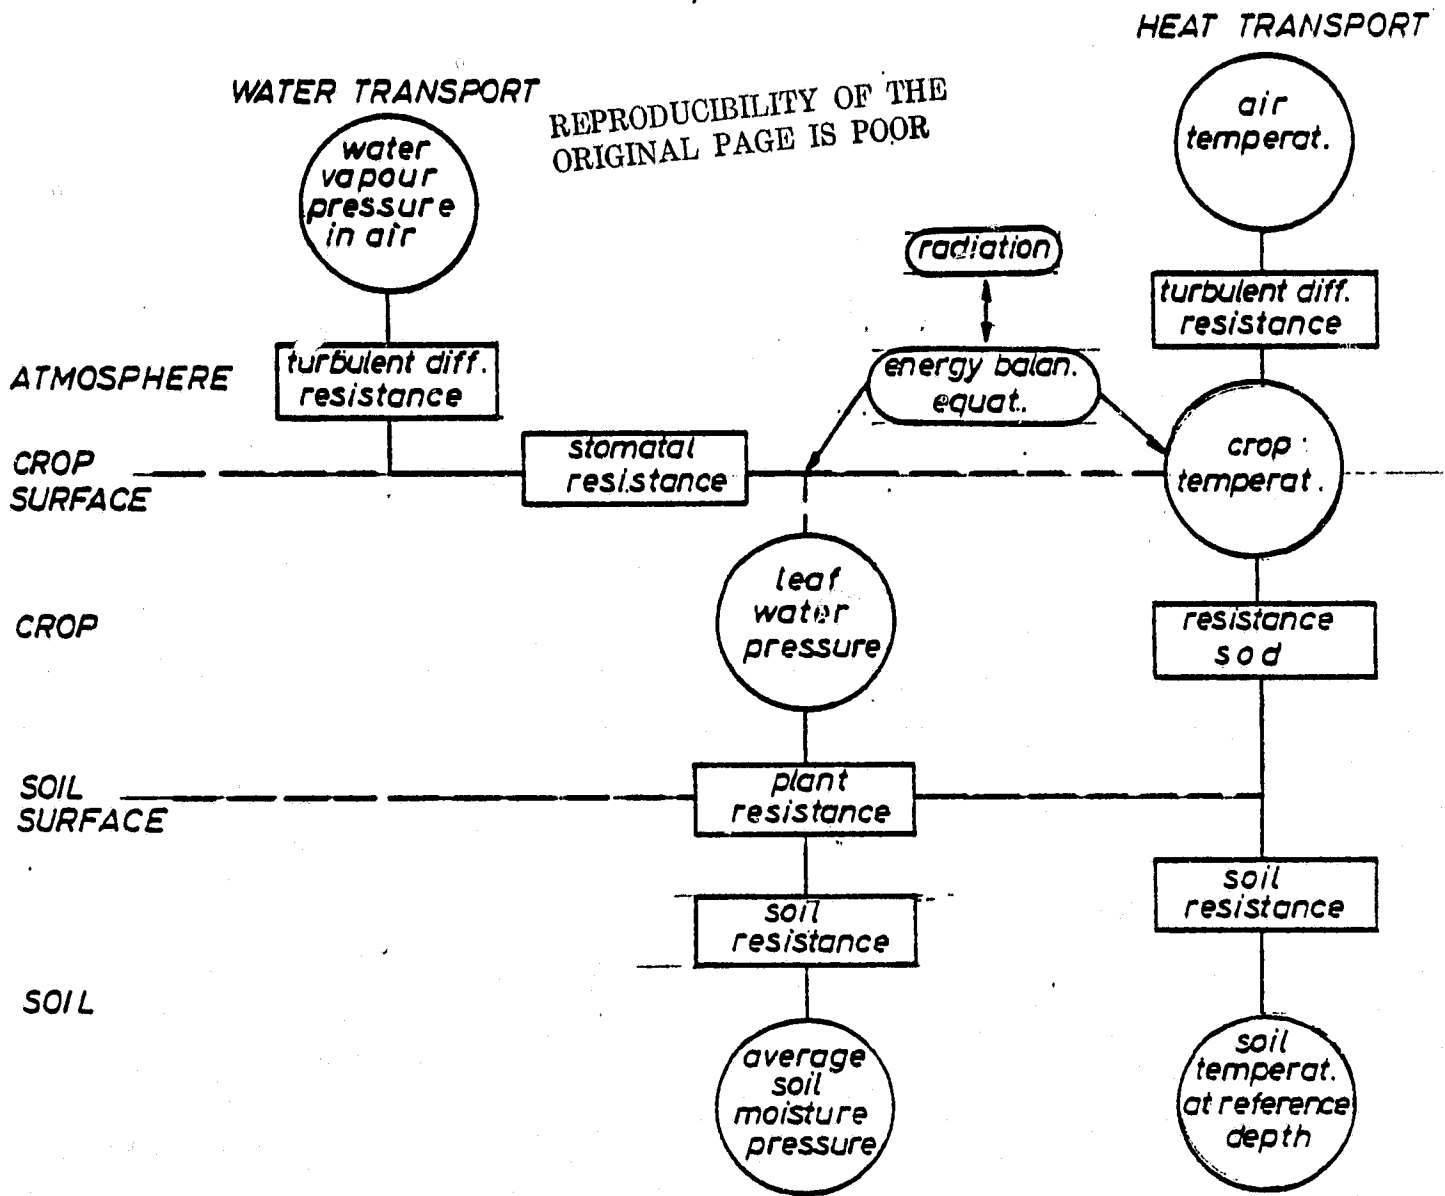 HEAT TRANSPORT
WATER TRANSPORT
REPRODUCIBILITY OF THE
ORIGINAL PAGE IS POOR
air
temperat.
water
vapour
pressure
in air
radiation
turbulent diff.
resistance
turbulent diff.
resistance
energy balan.
equat.
ATMOSPHERE
CROP
SURFACE
stomatal
resistance
crop
temperat.
leaf
water
pressure
CROP
resistance
sod
SOIL
SURFACE
plant
resistance
soil
resistance
soil
resistance
SOIL
average
soil
moisture
pressure
soil
temperat.
at reference
depth